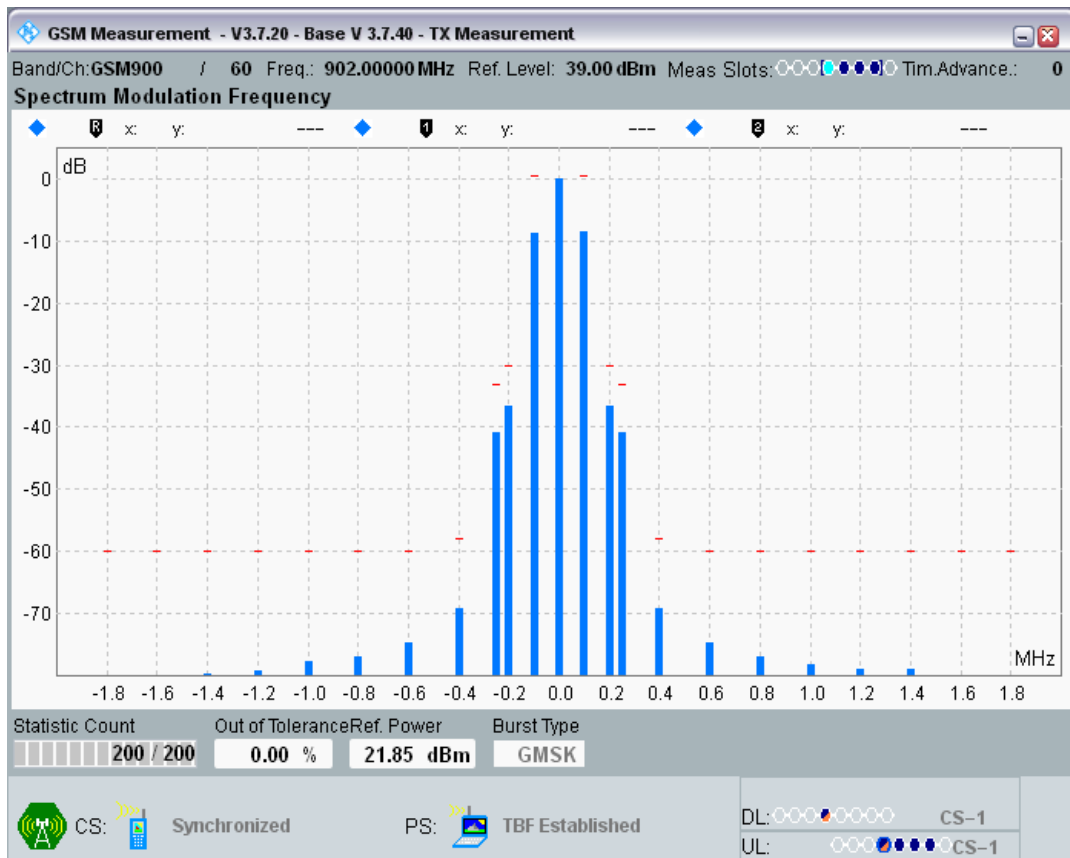 GSM Measurement - V3.7.20 - Base V 3.7.40 - TX Measurement
Band/Ch:GSM900 / 60 Freq.: 902.00000 MHz Ref. Level: 39.00 dBm Meas Slots: Tim.Advance.: 0
Spectrum Modulation Frequency
R x: y: --- 1 x: y: --- 2 x: y: ---
dB
0
-10
-20
-30
-40
-50
-60
-70
MHz
-1.8 -1.6 -1.4 -1.2 -1.0 -0.8 -0.6 -0.4 -0.2 0.0 0.2 0.4 0.6 0.8 1.0 1.2 1.4 1.6 1.8
Statistic Count Out of Tolerance Ref. Power Burst Type
200 / 200 0.00 % 21.85 dBm GMSK
CS: Synchronized PS: TBF Established
DL: CS-1
UL: CS-1